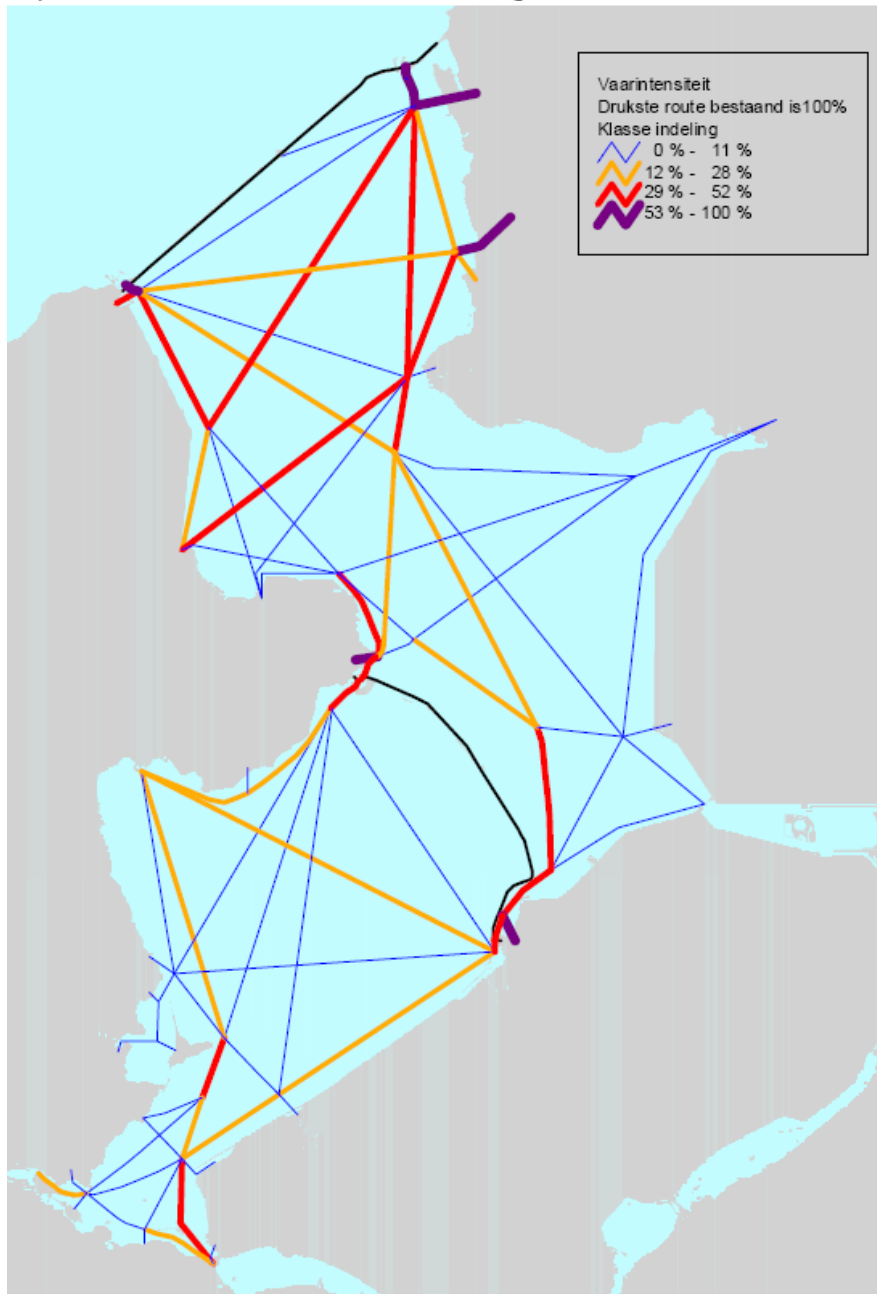 Vaarintensiteit
Drukste route bestaand is100%
Klasse indeling
0 % - 11 %
12 % - 28 %
29 % - 52 %
53 % - 100 %